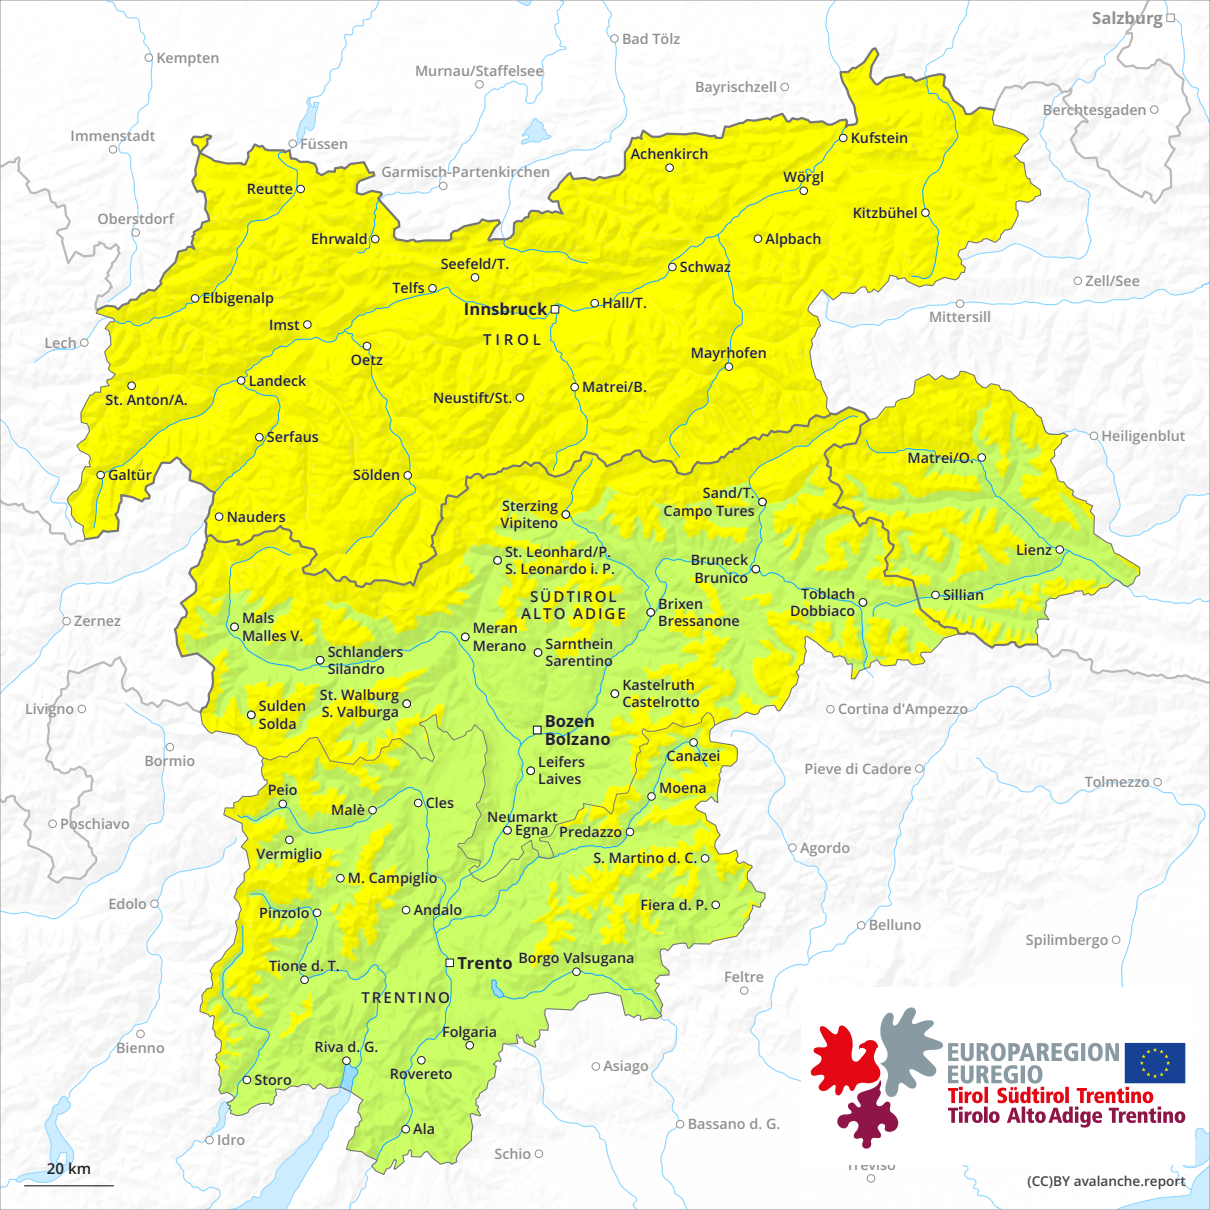 Salzburg
Kempten
Bad Tölz
Murnau/Staffelsee
Bayrischzell
Berchtesgaden
Immenstadt
Füssen
Kufstein
Achenkirch
Garmisch-Partenkirchen
Wörgl
Reutte
Oberstdorf
Kitzbühel
Ehrwald
Alpbach
Seefeld/T.
Schwaz
Zell/See
Telfs
Elbigenalp
Hall/T.
Innsbruck
Mittersill
Imst
TIROL
Lech
Oetz
Mayrhofen
Landeck
St. Anton/A.
Matrei/B.
Neustift/St.
Serfaus
Heiligenblut
Matrei/O.
Galtür
Sölden
Sand/T.
Campo Tures
Sterzing
Vipiteno
Nauders
St. Leonhard/P.
S. Leonardo i. P.
Lienz
Bruneck
Brunico
SÜDTIROL
ALTO ADIGE
Toblach
Dobbiaco
Sillian
Brixen
Bressanone
Zernez
Mals
Malles V.
Meran
Merano
Sarnthein
Sarentino
Schlanders
Silandro
St. Walburg
S. Valburga
Kastelruth
Castelrotto
Livigno
Sulden
Solda
Cortina d'Ampezzo
Bozen
Bolzano
Bormio
Canazei
Leifers
Laives
Pieve di Cadore
Tolmezzo
Peio
Moena
Malè
Cles
Neumarkt
Egna
Predazzo
Poschiavo
Vermiglio
Agordo
S. Martino d. C.
M. Campiglio
Edolo
Pinzolo
Andalo
Fiera d. P.
Belluno
Spilimbergo
Trento
Borgo Valsugana
Tione d. T.
Feltre
TRENTINO
Bienno
Folgaria
Riva d. G.
Rovereto
Asiago
Storo
EUROPAREGION
EUREGIO
Tirol Südtirol Trentino
Tirolo Alto Adige Trentino
Ala
Bassano d. G.
Idro
Schio
Treviso
20 km
(CC)BY avalanche.report